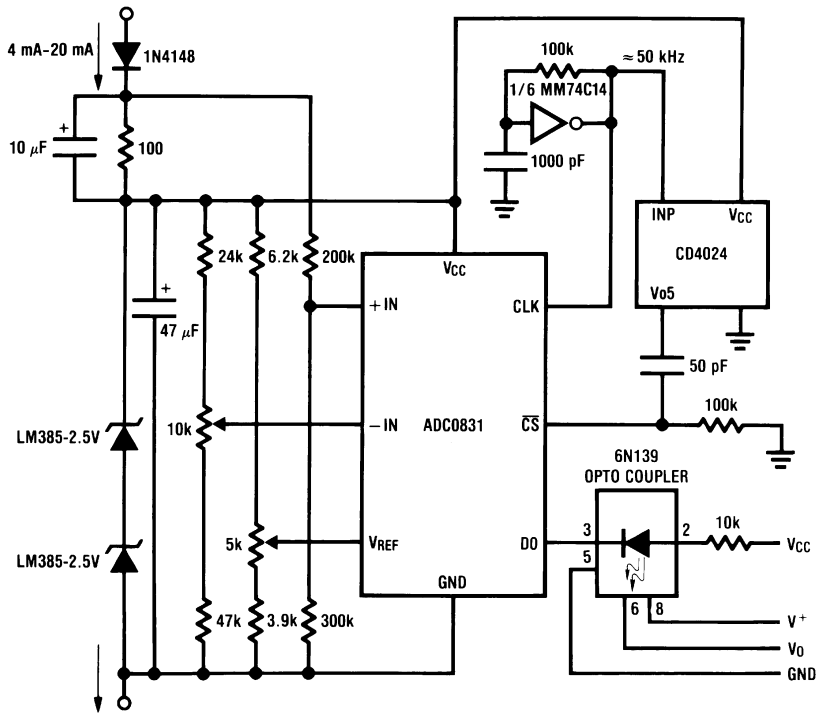 4 mA-20 mA
1N4148
100k
≈50 kHz
1/6 MM74C14
+
10 μF
100
1000 pF
INP
VCC
CD4024
Vo5
24k
6.2k
200k
VCC
+IN
CLK
+
47 μF
50 pF
10k
-IN
ADC0831
CS
100k
LM385-2.5V
6N139
OPTO COUPLER
5k
VREF
DO
3
2
10k
VCC
5
LM385-2.5V
GND
6
8
47k
3.9k
300k
V+
VO
GND